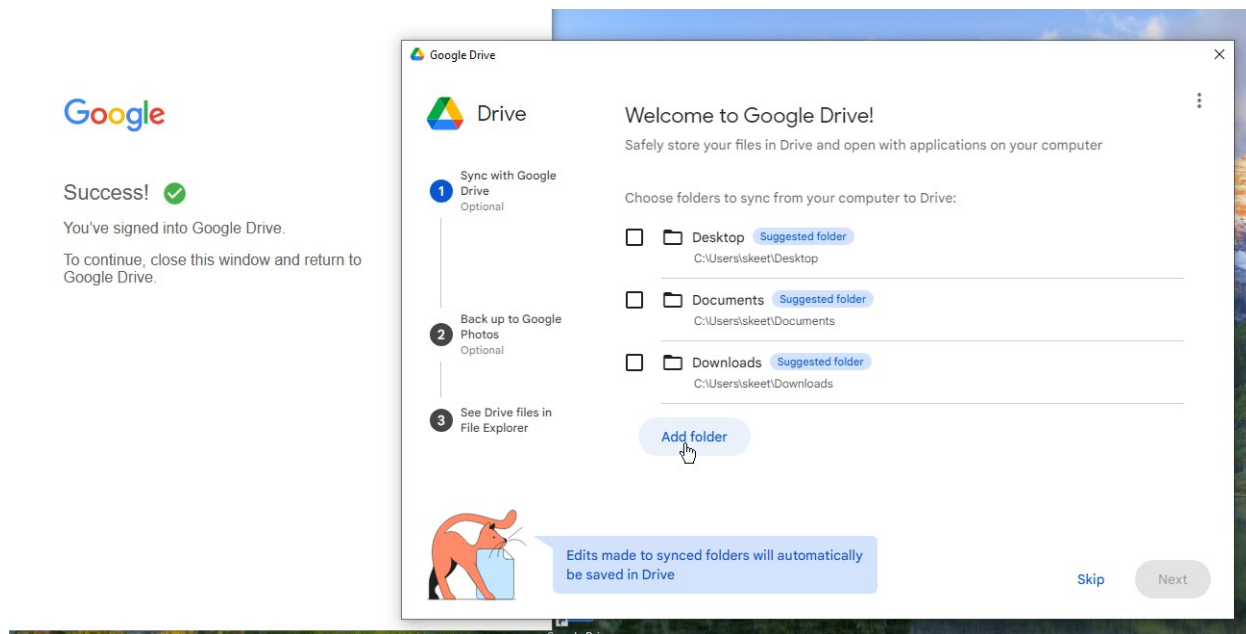 Google
Success!
You've signed into Google Drive.
To continue, close this window and return to
Google Drive.
Google Drive
Drive
Sync with Google
1
Drive
Optional
Back up to Google
2
Photos
Optional
See Drive files in
3
File Explorer
Welcome to Google Drive!
Safely store your files in Drive and open with applications on your computer
Choose folders to sync from your computer to Drive:
Desktop Suggested folder
C:\Users\skeet\Desktop
Documents Suggested folder
C:\Users\skeet\Documents
Downloads Suggested folder
C:\Users\skeet\Downloads
Add folder
Edits made to synced folders will automatically
be saved in Drive
Skip Next